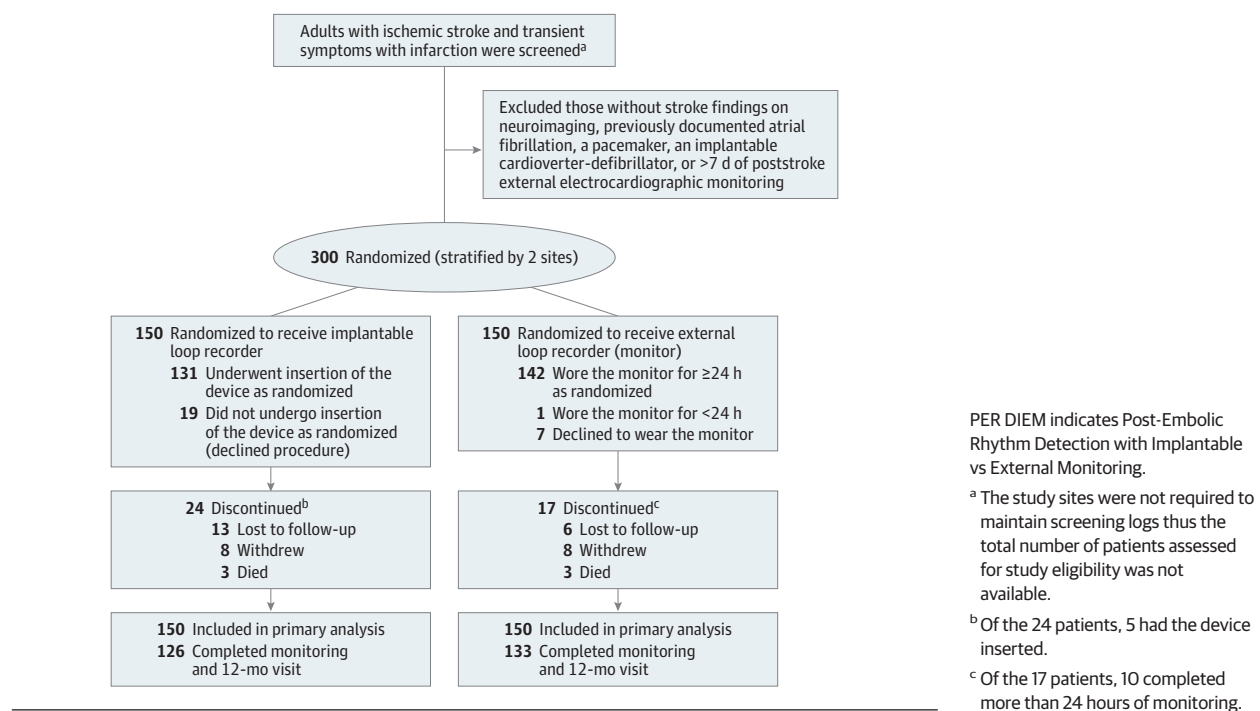 Adults with ischemic stroke and transient
symptoms with infarction were screenedᵃ
Excluded those without stroke findings on
neuroimaging, previously documented atrial
fibrillation, a pacemaker, an implantable
cardioverter-defibrillator, or >7 d of poststroke
external electrocardiographic monitoring
300 Randomized (stratified by 2 sites)
150 Randomized to receive implantable
loop recorder
131 Underwent insertion of the
device as randomized
19 Did not undergo insertion
of the device as randomized
(declined procedure)
150 Randomized to receive external
loop recorder (monitor)
142 Wore the monitor for ≥24 h
as randomized
1 Wore the monitor for <24 h
7 Declined to wear the monitor
24 Discontinuedᵇ
13 Lost to follow-up
8 Withdrew
3 Died
17 Discontinuedᶜ
6 Lost to follow-up
8 Withdrew
3 Died
150 Included in primary analysis
126 Completed monitoring
and 12-mo visit
150 Included in primary analysis
133 Completed monitoring
and 12-mo visit
PER DIEM indicates Post-Embolic
Rhythm Detection with Implantable
vs External Monitoring.
ᵃ The study sites were not required to
maintain screening logs thus the
total number of patients assessed
for study eligibility was not
available.
ᵇ Of the 24 patients, 5 had the device
inserted.
ᶜ Of the 17 patients, 10 completed
more than 24 hours of monitoring.